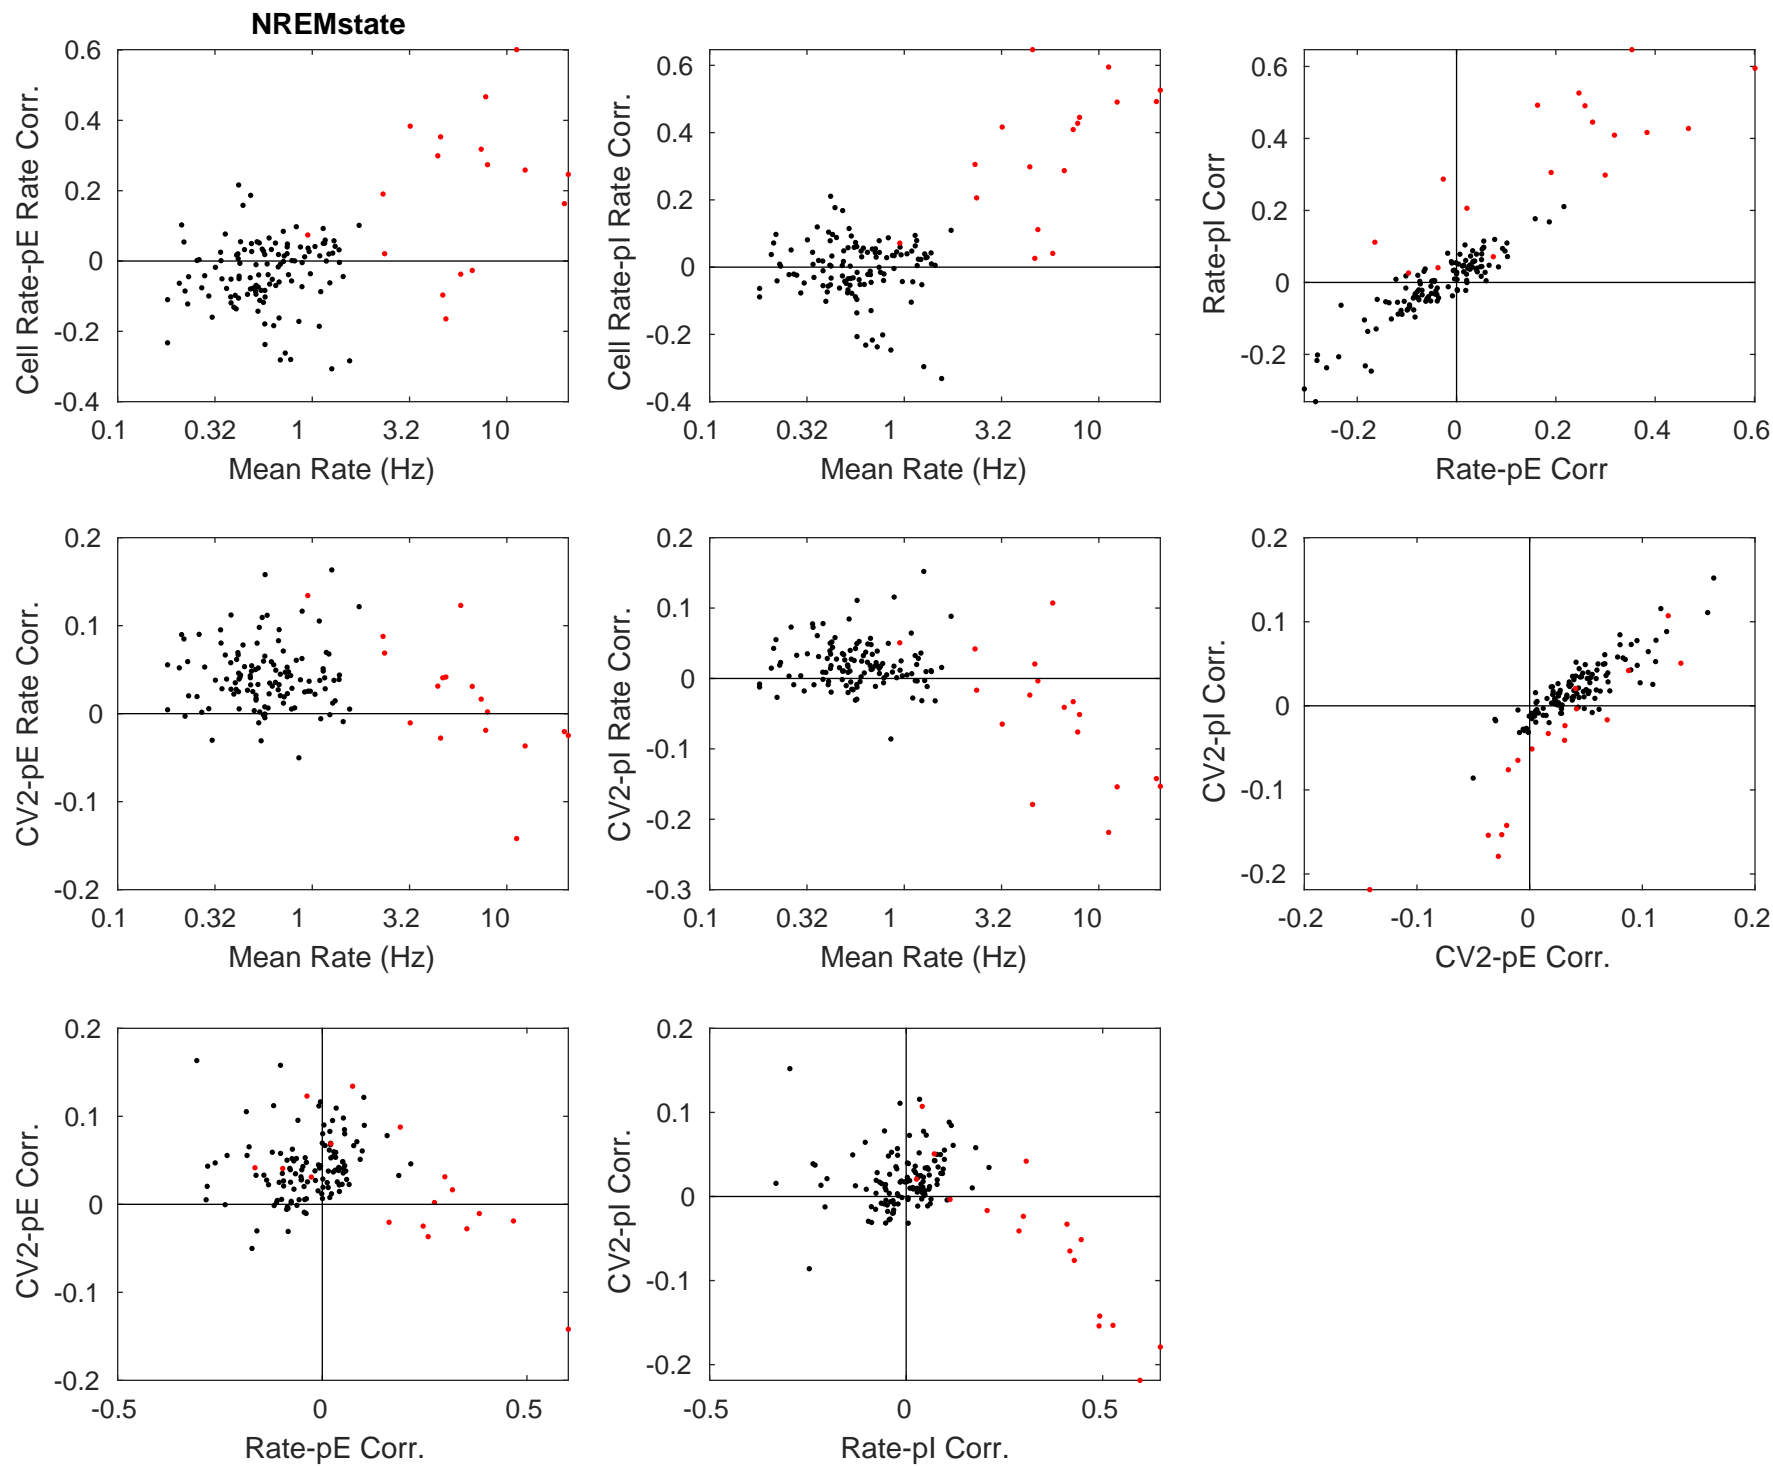 NREMstate
0.6
0.4
0.2
0
-0.2
-0.4
0.1 0.32 1 3.2 10
Mean Rate (Hz)
Cell Rate-pE Rate Corr.
0.6
0.4
0.2
0
-0.2
-0.4
0.1 0.32 1 3.2 10
Mean Rate (Hz)
Cell Rate-pI Rate Corr.
0.6
0.4
0.2
0
-0.2
-0.2 0 0.2 0.4 0.6
Rate-pE Corr
Rate-pI Corr
0.2
0.1
0
-0.1
-0.2
0.1 0.32 1 3.2 10
Mean Rate (Hz)
CV2-pE Rate Corr.
0.2
0.1
0
-0.1
-0.2
-0.3
0.1 0.32 1 3.2 10
Mean Rate (Hz)
CV2-pI Rate Corr.
0.2
0.1
0
-0.1
-0.2
-0.2 -0.1 0 0.1 0.2
CV2-pE Corr.
CV2-pI Corr.
0.2
0.1
0
-0.1
-0.2
-0.5 0 0.5
Rate-pE Corr.
CV2-pE Corr.
0.2
0.1
0
-0.1
-0.2
-0.5 0 0.5
Rate-pI Corr.
CV2-pI Corr.